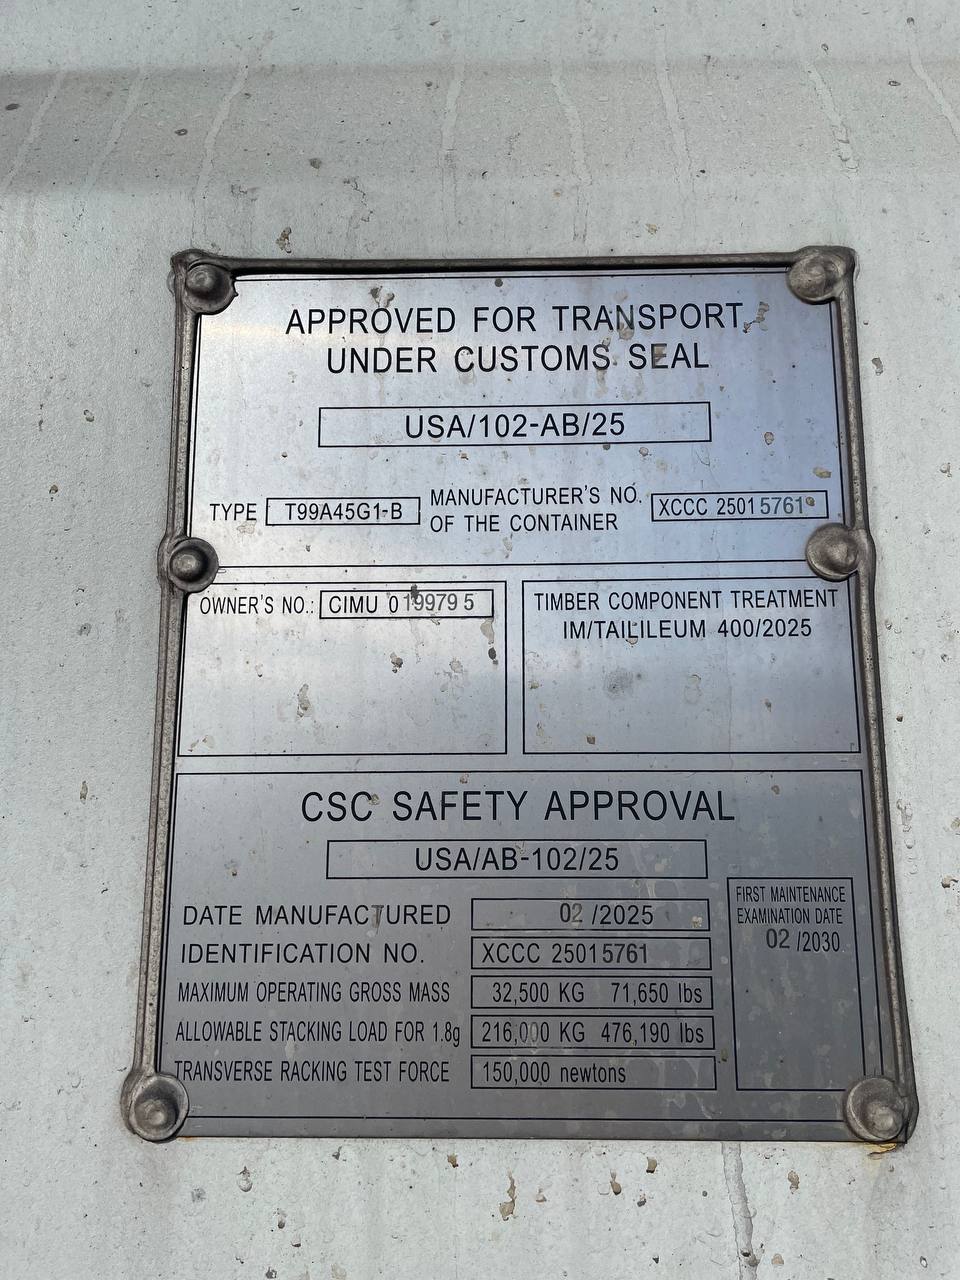 APPROVED FOR TRANSPORT
UNDER CUSTOMS SEAL
USA/102-AB/25
TYPE T99A45G1-B MANUFACTURER'S NO. OF THE CONTAINER XCCC 25015761
OWNER'S NO.: CIMU 019979 5
TIMBER COMPONENT TREATMENT
IM/TAILILEUM 400/2025
CSC SAFETY APPROVAL
USA/AB-102/25
DATE MANUFACTURED 02/2025
IDENTIFICATION NO. XCCC 25015761
MAXIMUM OPERATING GROSS MASS 32,500 KG 71,650 lbs
ALLOWABLE STACKING LOAD FOR 1.8g 216,000 KG 476,190 lbs
TRANSVERSE RACKING TEST FORCE 150,000 newtons
FIRST MAINTENANCE
EXAMINATION DATE
02/2030